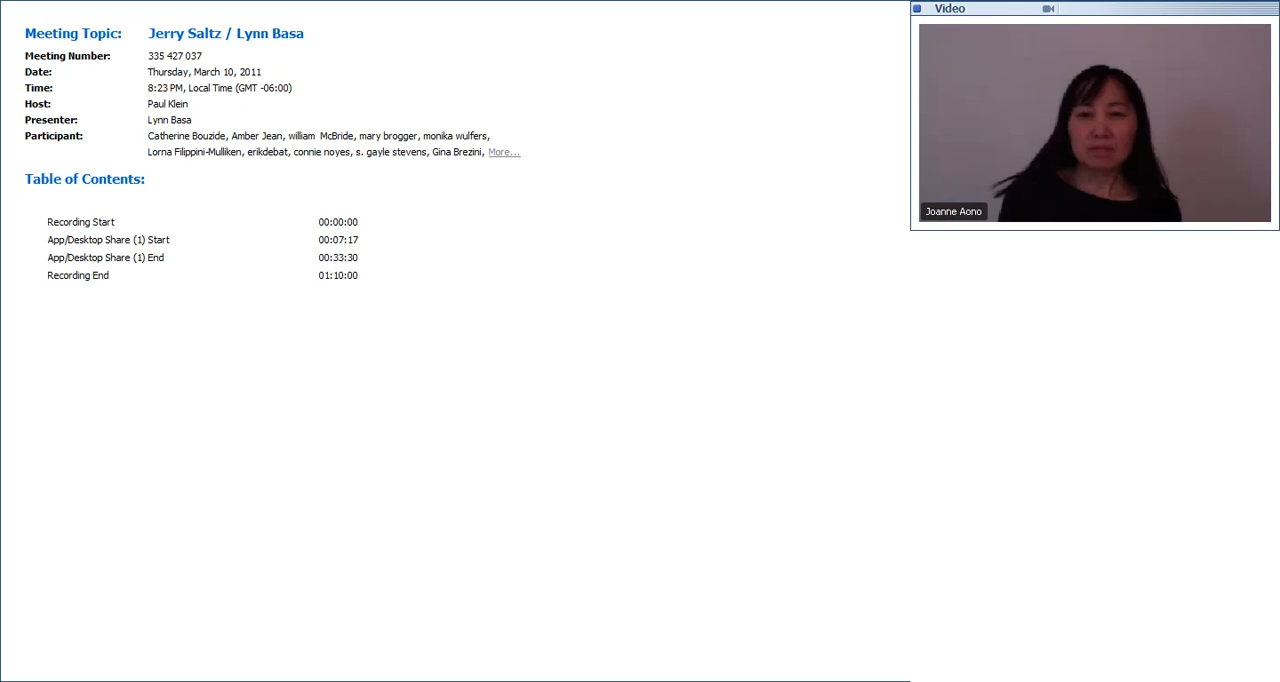 Meeting Topic: Jerry Saltz / Lynn Basa
Meeting Number: 335 427 037
Date: Thursday, March 10, 2011
Time: 8:23 PM, Local Time (GMT -06:00)
Host: Paul Klein
Presenter: Lynn Basa
Participant: Catherine Bouzide, Amber Jean, william  McBride, mary brogger, monika wulfers,
Lorna Filippini-Mulliken, erikdebat, connie noyes, s. gayle stevens, Gina Brezini, More...
Table of Contents:
Recording Start 00:00:00
App/Desktop Share (1) Start 00:07:17
App/Desktop Share (1) End 00:33:30
Recording End 01:10:00
Video
Joanne Aono